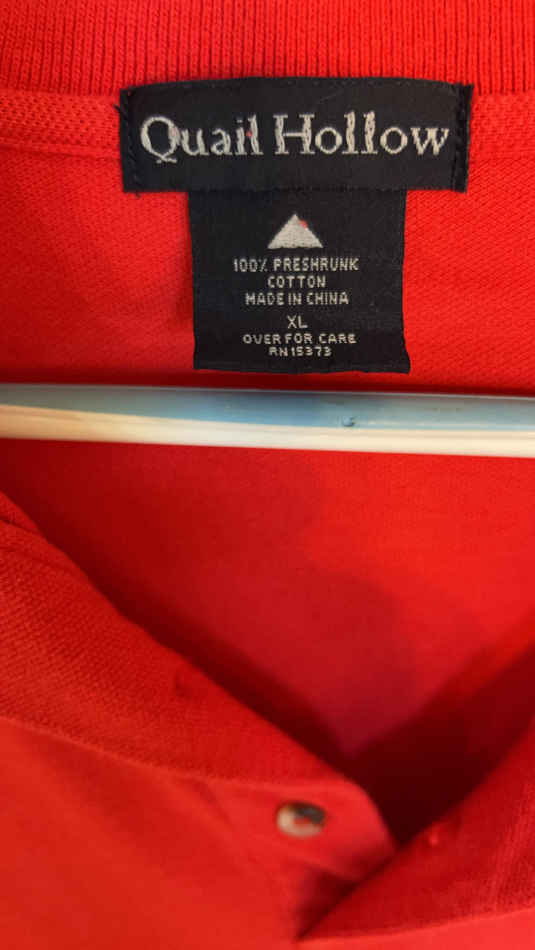 Quail Hollow
100% PRESHRUNK
COTTON
MADE IN CHINA
XL
OVER FOR CARE
RN15373